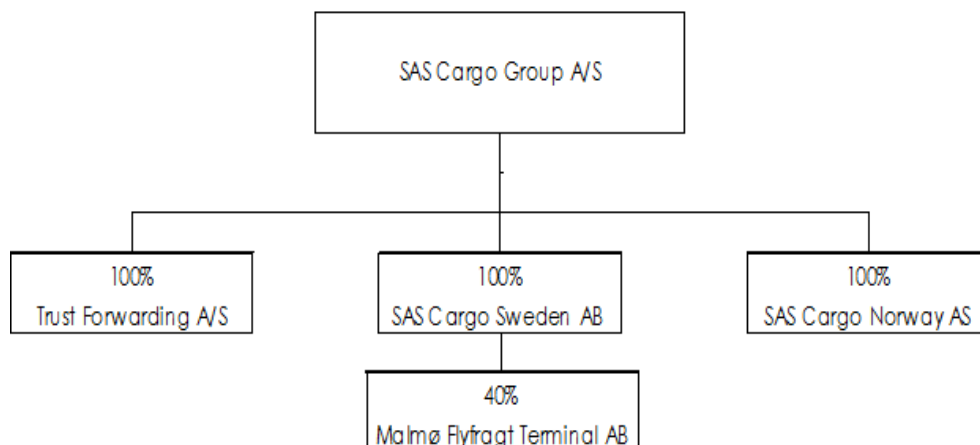 SAS Cargo Group A/S
100%
Trust Forwarding A/S
100%
SAS Cargo Sweden AB
100%
SAS Cargo Norway AS
40%
Malmø Flyfragt Terminal AB